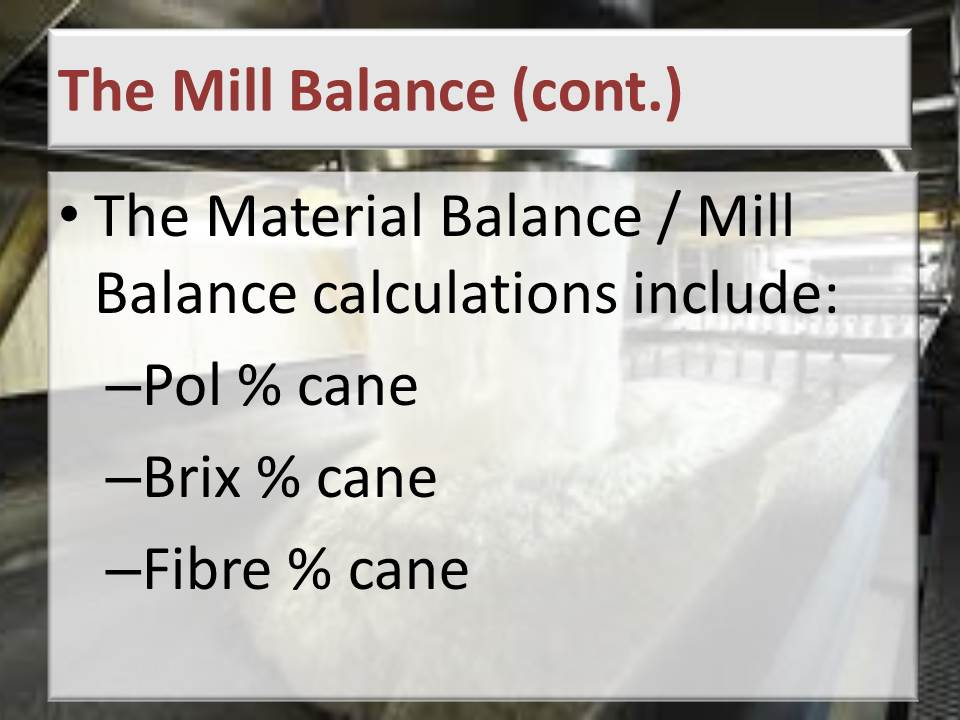 The Mill Balance (cont.)
• The Material Balance / Mill
Balance calculations include:
–Pol % cane
–Brix % cane
–Fibre % cane